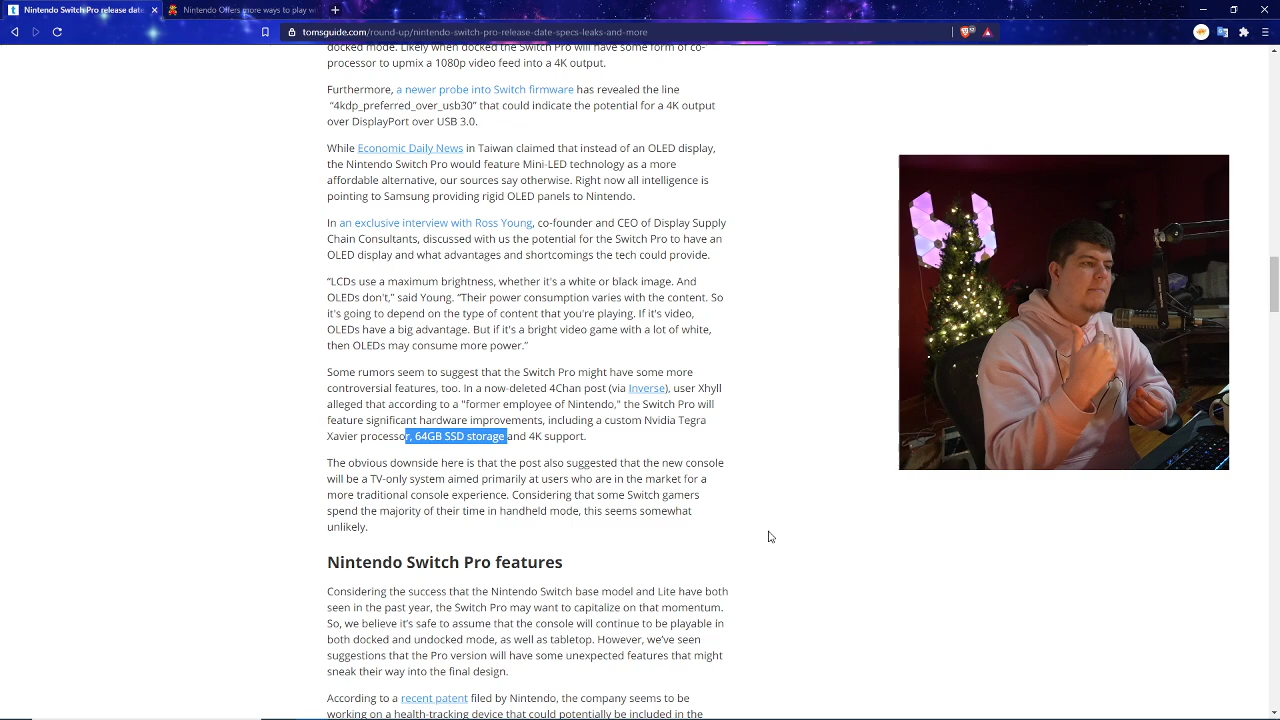 Nintendo Switch Pro release date
Nintendo Offers more ways to play w
tomsguide.com/round-up/nintendo-switch-pro-release-date-specs-leaks-and-more
docked mode. Likely when docked the Switch Pro will have some form of co-
processor to upmix a 1080p video feed into a 4K output.
Furthermore, a newer probe into Switch firmware has revealed the line
“4kdp_preferred_over_usb30” that could indicate the potential for a 4K output
over DisplayPort over USB 3.0.
While Economic Daily News in Taiwan claimed that instead of an OLED display,
the Nintendo Switch Pro would feature Mini-LED technology as a more
affordable alternative, our sources say otherwise. Right now all intelligence is
pointing to Samsung providing rigid OLED panels to Nintendo.
In an exclusive interview with Ross Young, co-founder and CEO of Display Supply
Chain Consultants, discussed with us the potential for the Switch Pro to have an
OLED display and what advantages and shortcomings the tech could provide.
“LCDs use a maximum brightness, whether it's a white or black image. And
OLEDs don't,” said Young. “Their power consumption varies with the content. So
it's going to depend on the type of content that you're playing. If it's video,
OLEDs have a big advantage. But if it's a bright video game with a lot of white,
then OLEDs may consume more power.”
Some rumors seem to suggest that the Switch Pro might have some more
controversial features, too. In a now-deleted 4Chan post (via Inverse), user Xhyll
alleged that according to a "former employee of Nintendo," the Switch Pro will
feature significant hardware improvements, including a custom Nvidia Tegra
Xavier processor, 64GB SSD storage and 4K support.
The obvious downside here is that the post also suggested that the new console
will be a TV-only system aimed primarily at users who are in the market for a
more traditional console experience. Considering that some Switch gamers
spend the majority of their time in handheld mode, this seems somewhat
unlikely.
Nintendo Switch Pro features
Considering the success that the Nintendo Switch base model and Lite have both
seen in the past year, the Switch Pro may want to capitalize on that momentum.
So, we believe it’s safe to assume that the console will continue to be playable in
both docked and undocked mode, as well as tabletop. However, we’ve seen
suggestions that the Pro version will have some unexpected features that might
sneak their way into the final design.
According to a recent patent filed by Nintendo, the company seems to be
working on a health-tracking device that could potentially be included in the